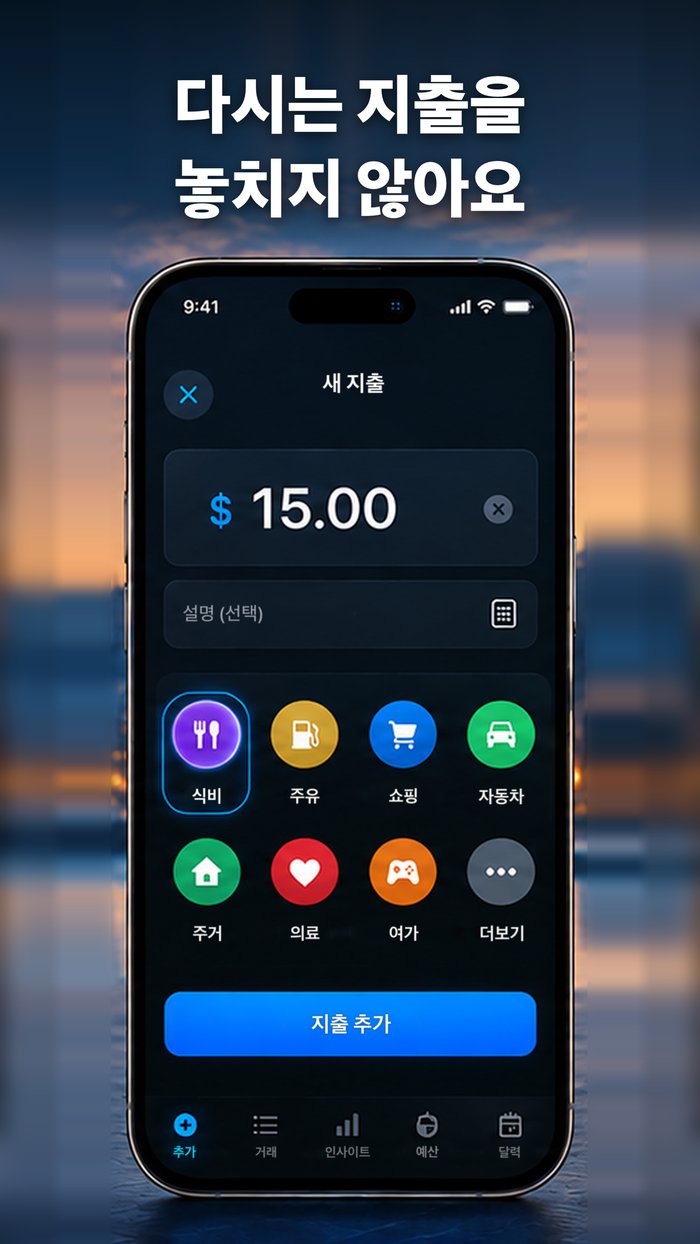 다시는 지출을
놓치지 않아요
9:41
새 지출
$ 15.00
설명 (선택)
식비 주유 쇼핑 자동차
주거 의료 여가 더보기
지출 추가
추가 거래 인사이트 예산 달력